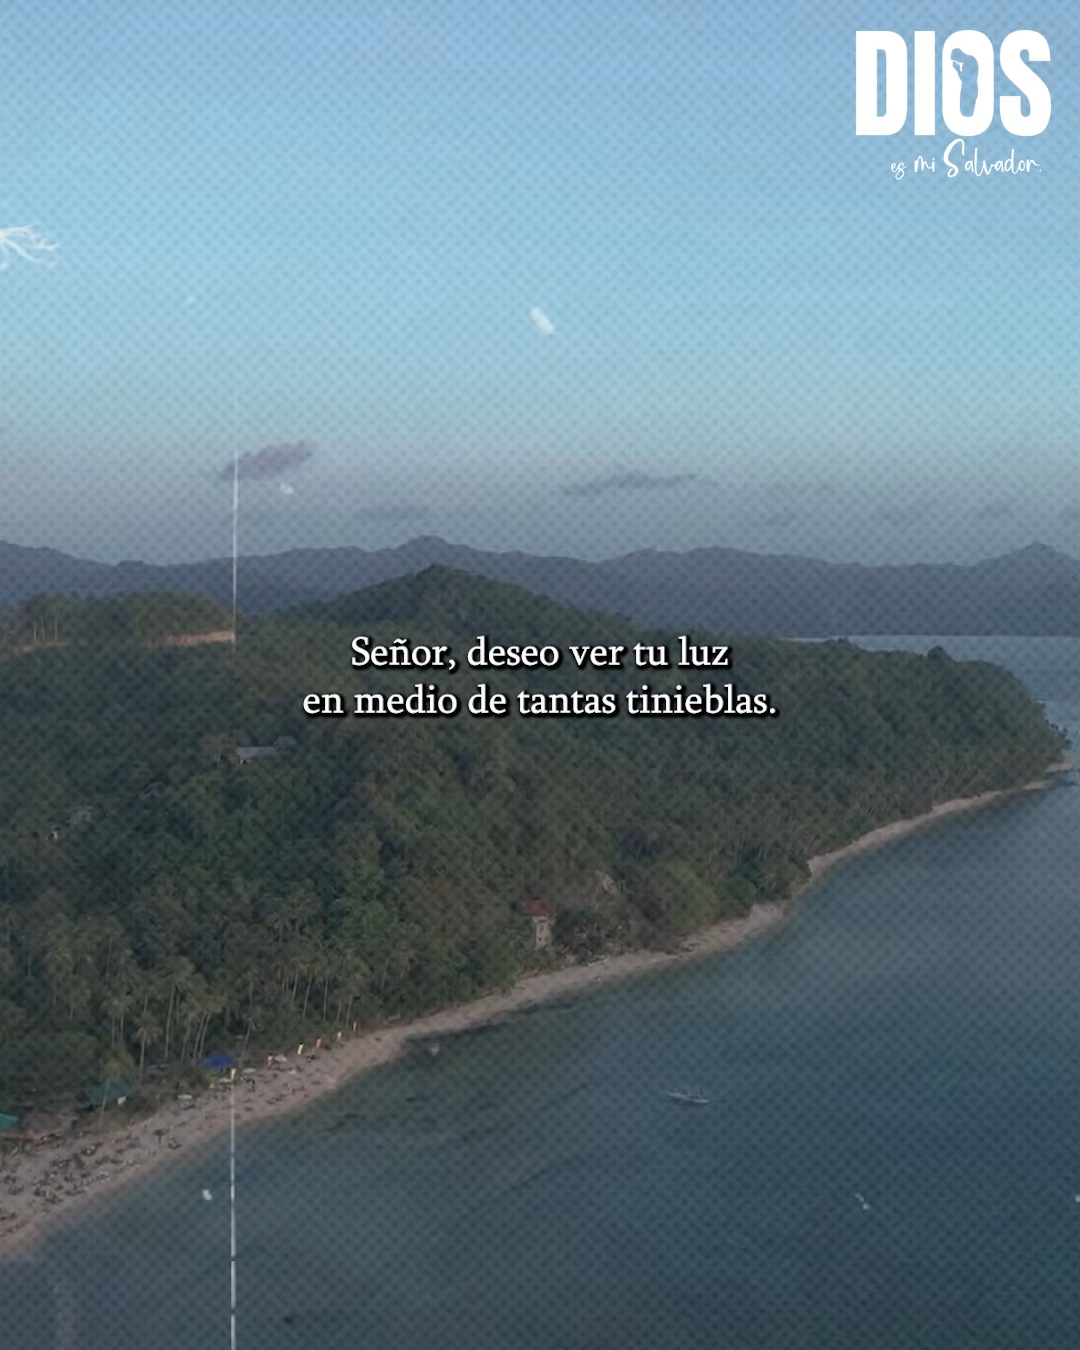 DIOS
es mi Salvador.
Señor, deseo ver tu luz
en medio de tantas tinieblas.